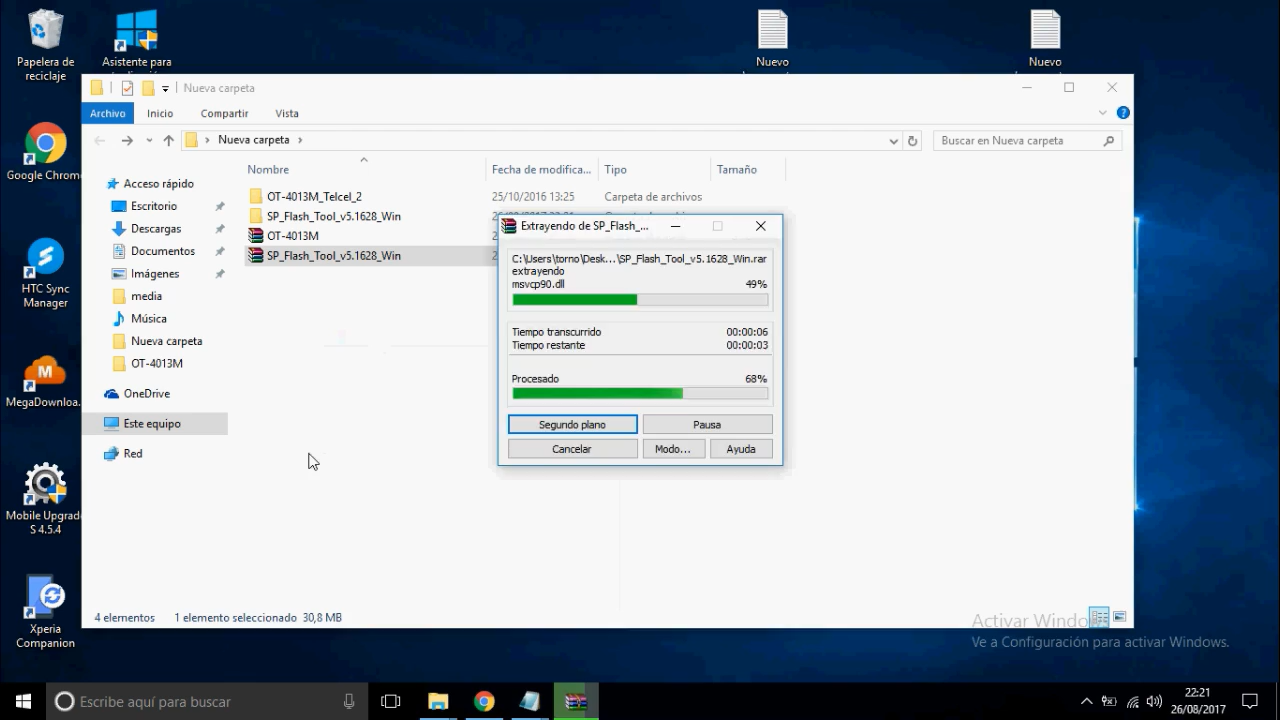 Papelera de
reciclaje
Asistente para
Nuevo
Nuevo
Nueva carpeta
Archivo
Inicio
Compartir
Vista
Nueva carpeta
Buscar en Nueva carpeta
Google Chrome
HTC Sync
Manager
MegaDownloa...
Mobile Upgrad
S 4.5.4
Xperia
Companion
Acceso rápido
Escritorio
Descargas
Documentos
Imágenes
media
Música
Nueva carpeta
OT-4013M
OneDrive
Este equipo
Red
Nombre
Fecha de modifica...
Tipo
Tamaño
OT-4013M_Telcel_2
25/10/2016 13:25
Carpeta de archivos
SP_Flash_Tool_v5.1628_Win
OT-4013M
SP_Flash_Tool_v5.1628_Win
Extrayendo de SP_Flash_...
C:\Users\torno\Desk...\SP_Flash_Tool_v5.1628_Win.rar
extrayendo
msvcp90.dll
49%
Tiempo transcurrido
00:00:06
Tiempo restante
00:00:03
Procesado
68%
Segundo plano
Pausa
Cancelar
Modo...
Ayuda
4 elementos
1 elemento seleccionado 30,8 MB
Activar Windo
Ve a Configuración para activar Windows.
Escribe aquí para buscar
22:21
26/08/2017